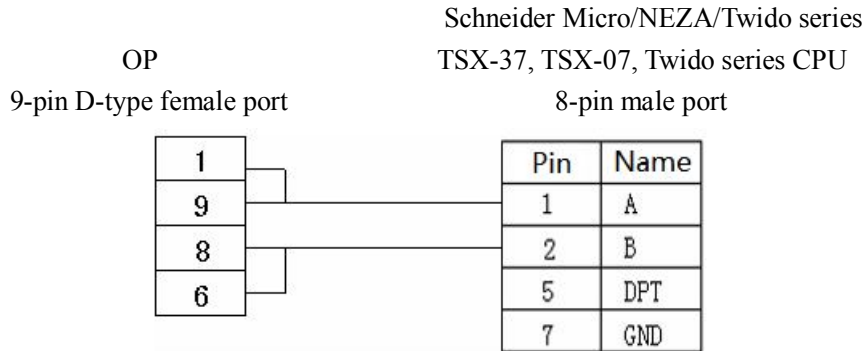 Schneider Micro/NEZA/Twido series
OP TSX-37, TSX-07, Twido series CPU
9-pin D-type female port 8-pin male port
1 Pin Name
9 1 A
8 2 B
6 5 DPT
7 GND